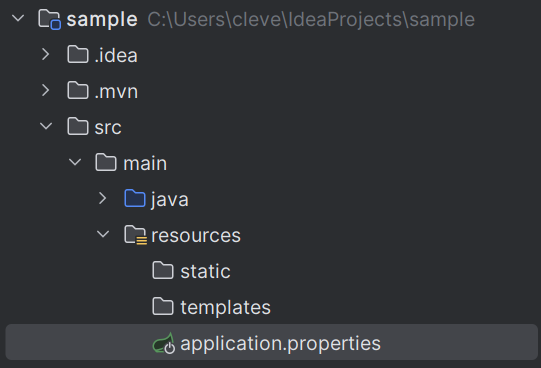 sample C:\Users\cleve\IdeaProjects\sample
.idea
.mvn
src
main
java
resources
static
templates
application.properties